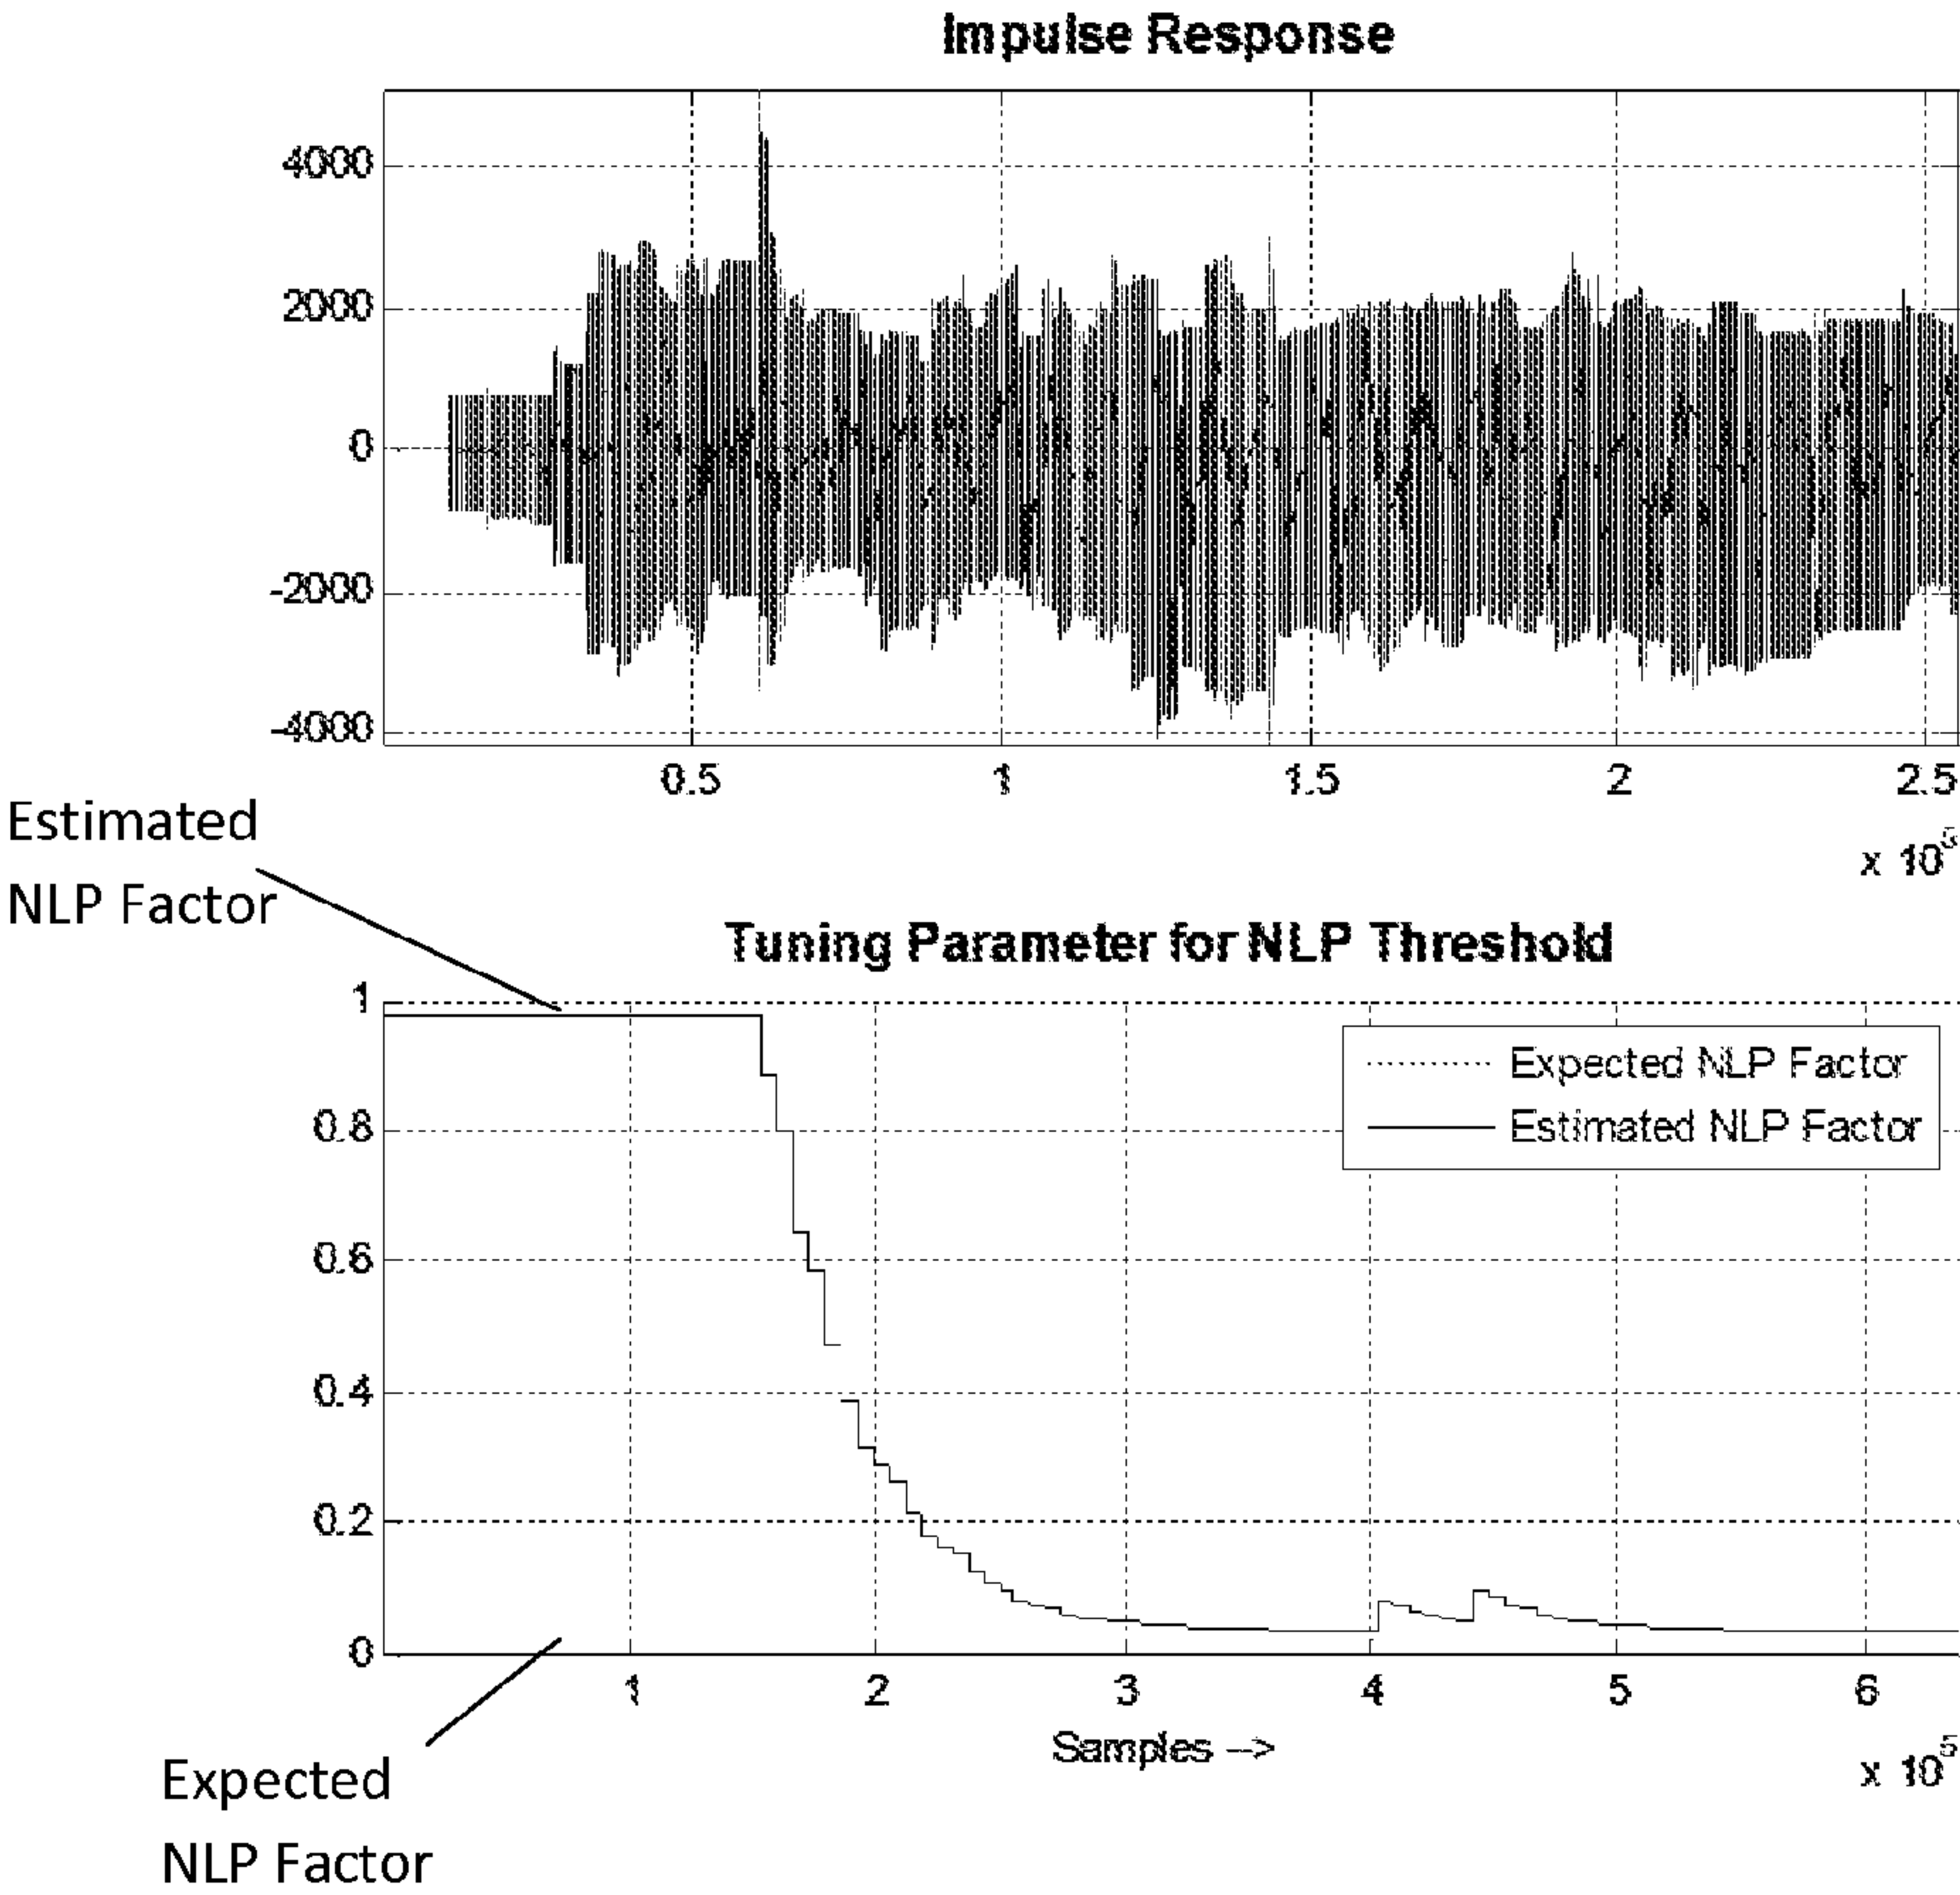 Impulse Response
4000
2000
0
-2000
-4000
0.5 1 1.5 2 2.5
x 10^5
Estimated
NLP Factor
Tuning Parameter for NLP Threshold
1
0.8
0.6
0.4
0.2
0
Expected NLP Factor
Estimated NLP Factor
1 2 3 4 5 6
Samples -->
x 10^5
Expected
NLP Factor